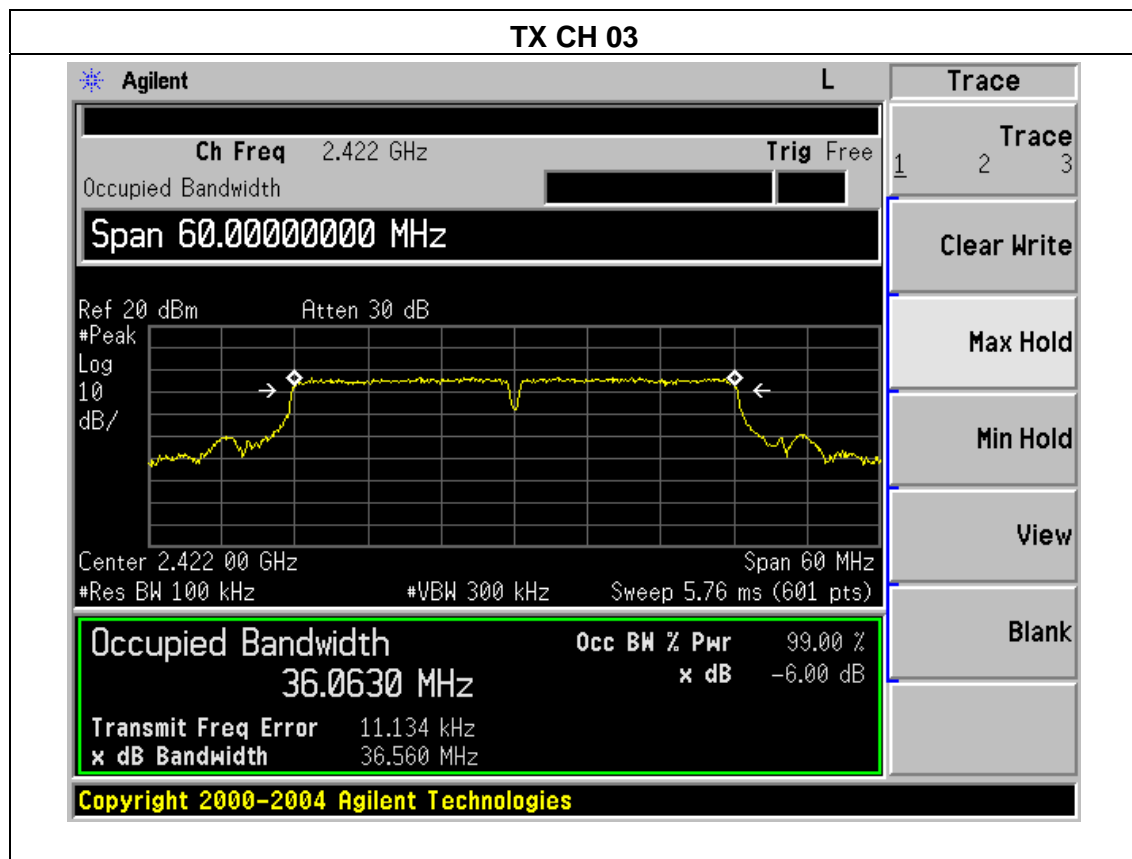 TX CH 03
Agilent L Trace
Ch Freq 2.422 GHz Trig Free
Occupied Bandwidth
Span 60.00000000 MHz
Ref 20 dBm Atten 30 dB
#Peak
Log
10
dB/
Center 2.422 00 GHz Span 60 MHz
#Res BW 100 kHz #VBW 300 kHz Sweep 5.76 ms (601 pts)
Occupied Bandwidth Occ BW % Pwr 99.00 %
36.0630 MHz x dB -6.00 dB
Transmit Freq Error 11.134 kHz
x dB Bandwidth 36.560 MHz
Trace
1 2 3
Clear Write
Max Hold
Min Hold
View
Blank
Copyright 2000-2004 Agilent Technologies